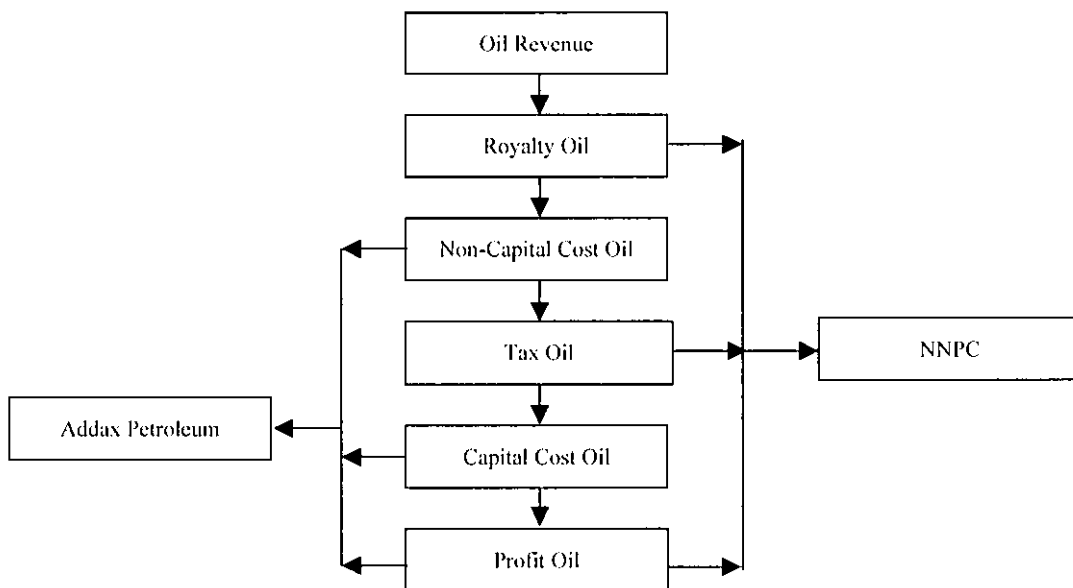 Oil Revenue
Royalty Oil
Non-Capital Cost Oil
Tax Oil
NNPC
Addax Petroleum
Capital Cost Oil
Profit Oil